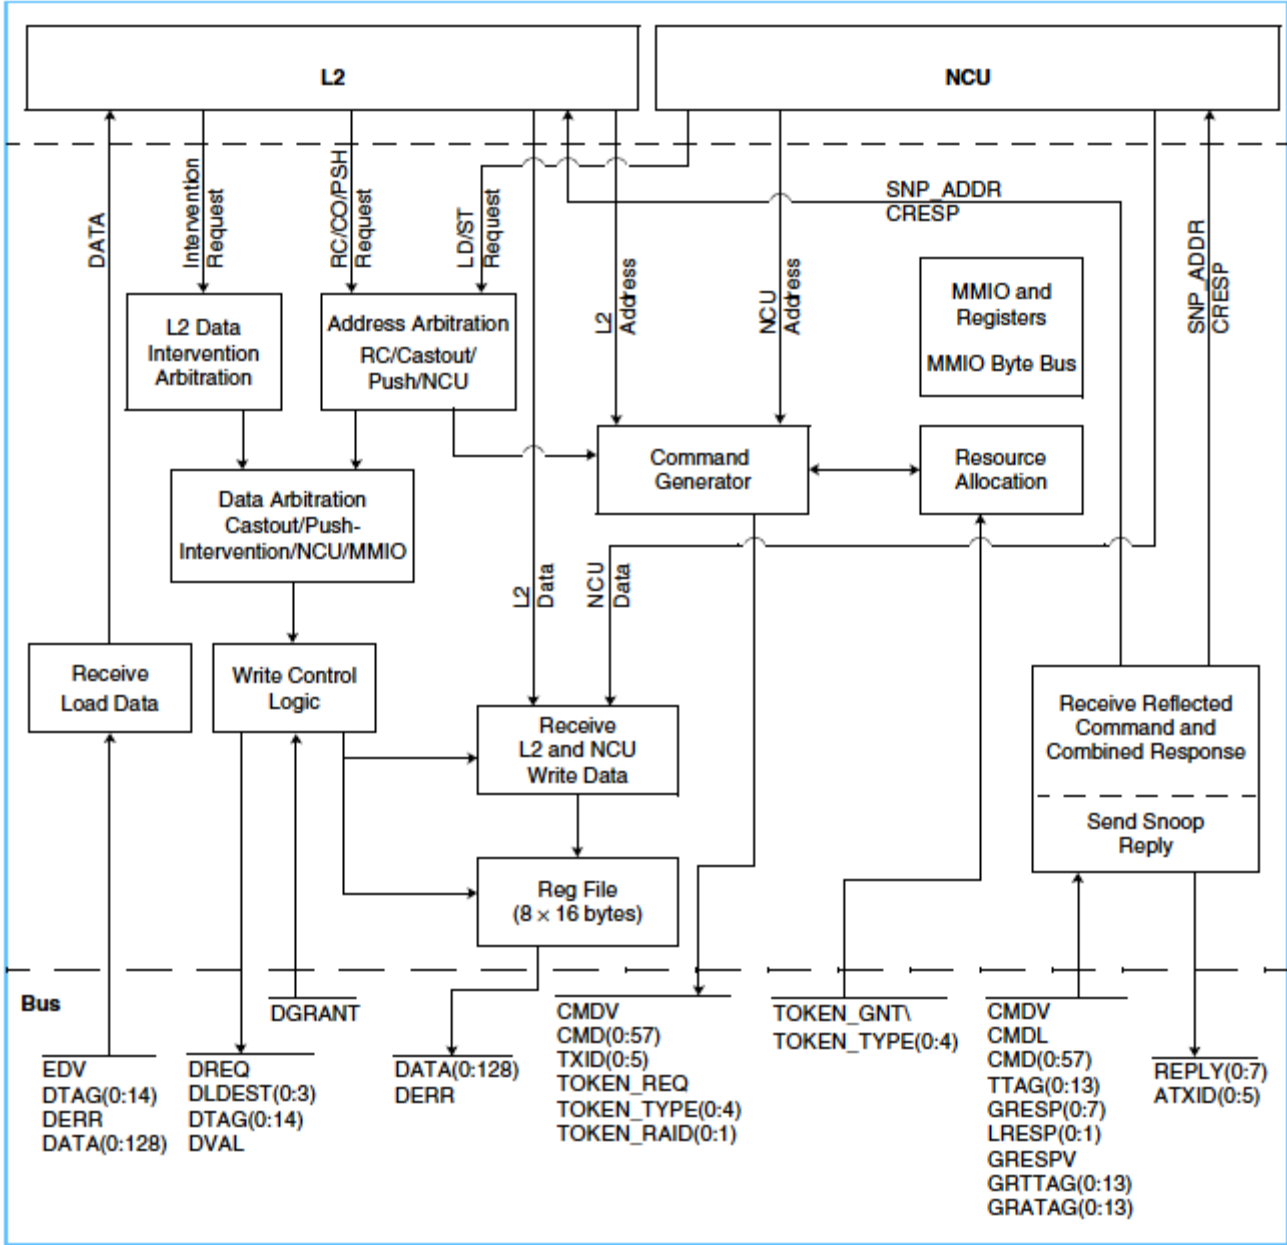 L2
NCU
DATA
Intervention
Request
RC/CO/PSH
Request
LD/ST
Request
L2
Address
NCU
Address
SNP_ADDR
CRESP
SNP_ADDR
CRESP
MMIO and
Registers
MMIO Byte Bus
L2 Data
Intervention
Arbitration
Address Arbitration
RC/Castout/
Push/NCU
Command
Generator
Resource
Allocation
Data Arbitration
Castout/Push-
Intervention/NCU/MMIO
L2
Data
NCU
Data
Receive
Load Data
Write Control
Logic
Receive
L2 and NCU
Write Data
Receive Reflected
Command and
Combined Response
Send Snoop
Reply
Reg File
(8 × 16 bytes)
Bus
EDV
DTAG(0:14)
DERR
DATA(0:128)
DREQ
DLDEST(0:3)
DTAG(0:14)
DVAL
DGRANT
DATA(0:128)
DERR
CMDV
CMD(0:57)
TXID(0:5)
TOKEN_REQ
TOKEN_TYPE(0:4)
TOKEN_RAID(0:1)
TOKEN_GNT\
TOKEN_TYPE(0:4)
CMDV
CMDL
CMD(0:57)
TTAG(0:13)
GRESP(0:7)
LRESP(0:1)
GRESPV
GRTTAG(0:13)
GRATAG(0:13)
REPLY(0:7)
ATXID(0:5)